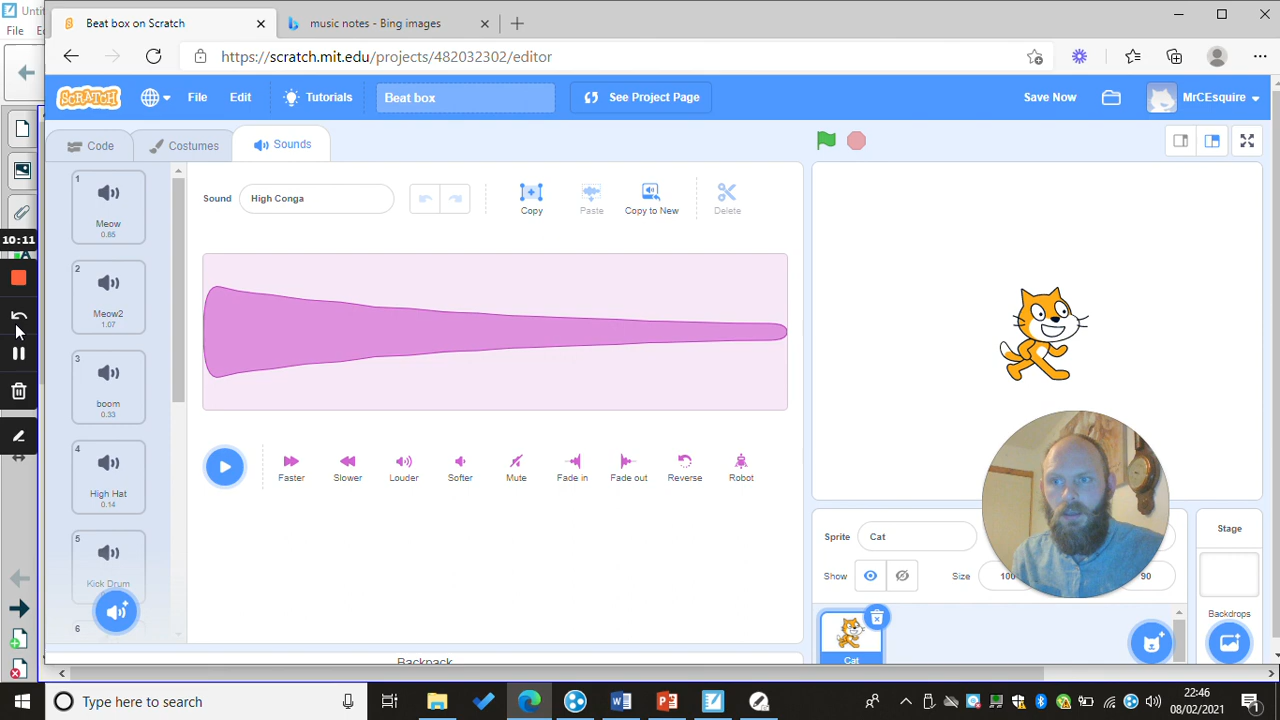 Untit
File
E
10:11
Beat box on Scratch
music notes - Bing images
https://scratch.mit.edu/projects/482032302/editor
SCRATCH
File
Edit
Tutorials
Beat box
See Project Page
Save Now
MrCEsquire
Code
Costumes
Sounds
1
Meow
0.85
2
Meow2
1.07
3
boom
0.33
4
High Hat
0.14
5
Kick Drum
6
Sound
High Conga
Copy
Paste
Copy to New
Delete
Faster
Slower
Louder
Softer
Mute
Fade in
Fade out
Reverse
Robot
Backpack
Sprite
Cat
Show
Size
100
90
Cat
Stage
Backdrops
Type here to search
22:46
08/02/2021
1